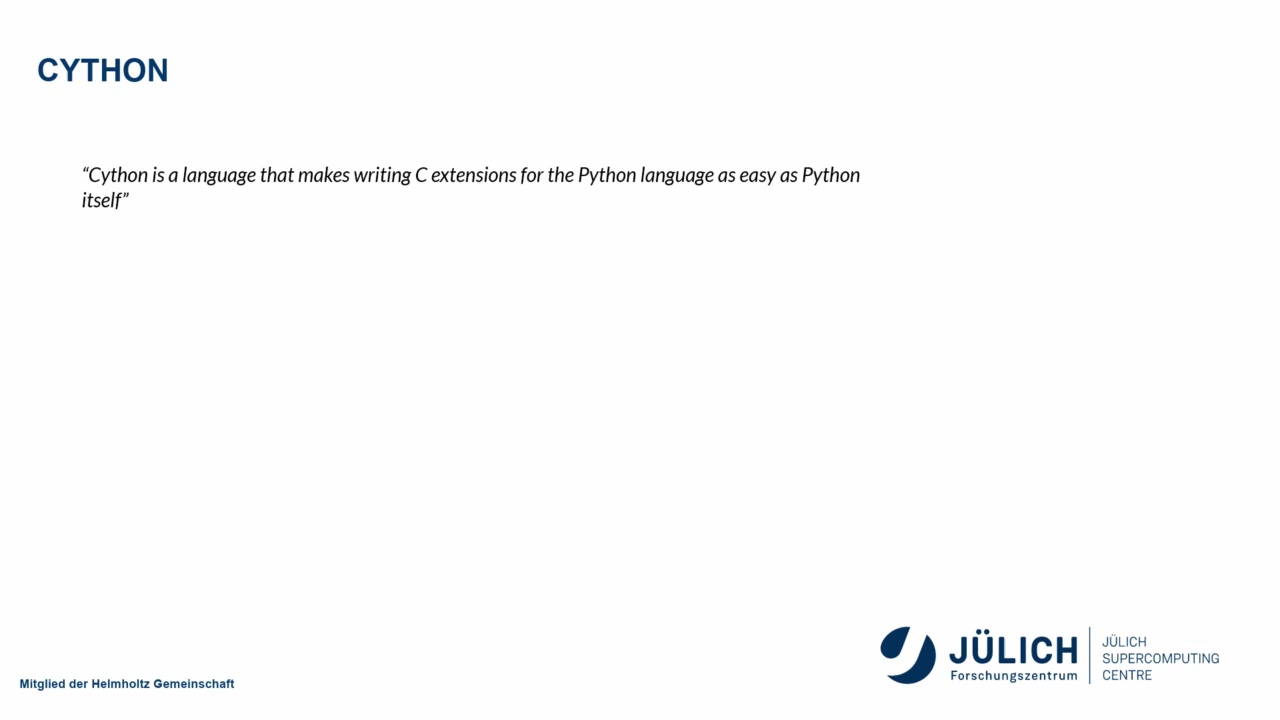 CYTHON
“Cython is a language that makes writing C extensions for the Python language as easy as Python
itself”
JÜLICH
Forschungszentrum
JÜLICH
SUPERCOMPUTING
CENTRE
Mitglied der Helmholtz Gemeinschaft